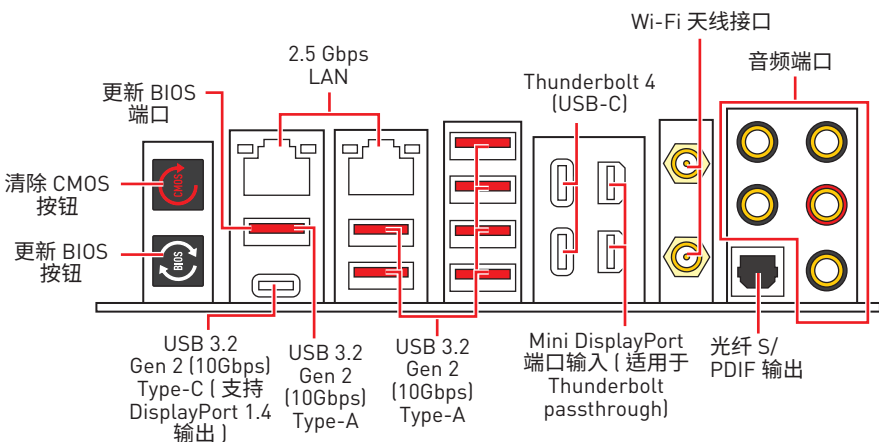 Wi-Fi 天线接口
2.5 Gbps
LAN
音频端口
Thunderbolt 4
(USB-C)
更新 BIOS
端口
清除 CMOS
按钮
CMOS
更新 BIOS
按钮
BIOS
USB 3.2
Gen 2 (10Gbps)
Type-C ( 支持
DisplayPort 1.4
输出 )
USB 3.2
Gen 2
(10Gbps)
Type-A
USB 3.2
Gen 2
(10Gbps)
Type-A
Mini DisplayPort
端口输入 ( 适用于
Thunderbolt
passthrough)
光纤 S/
PDIF 输出